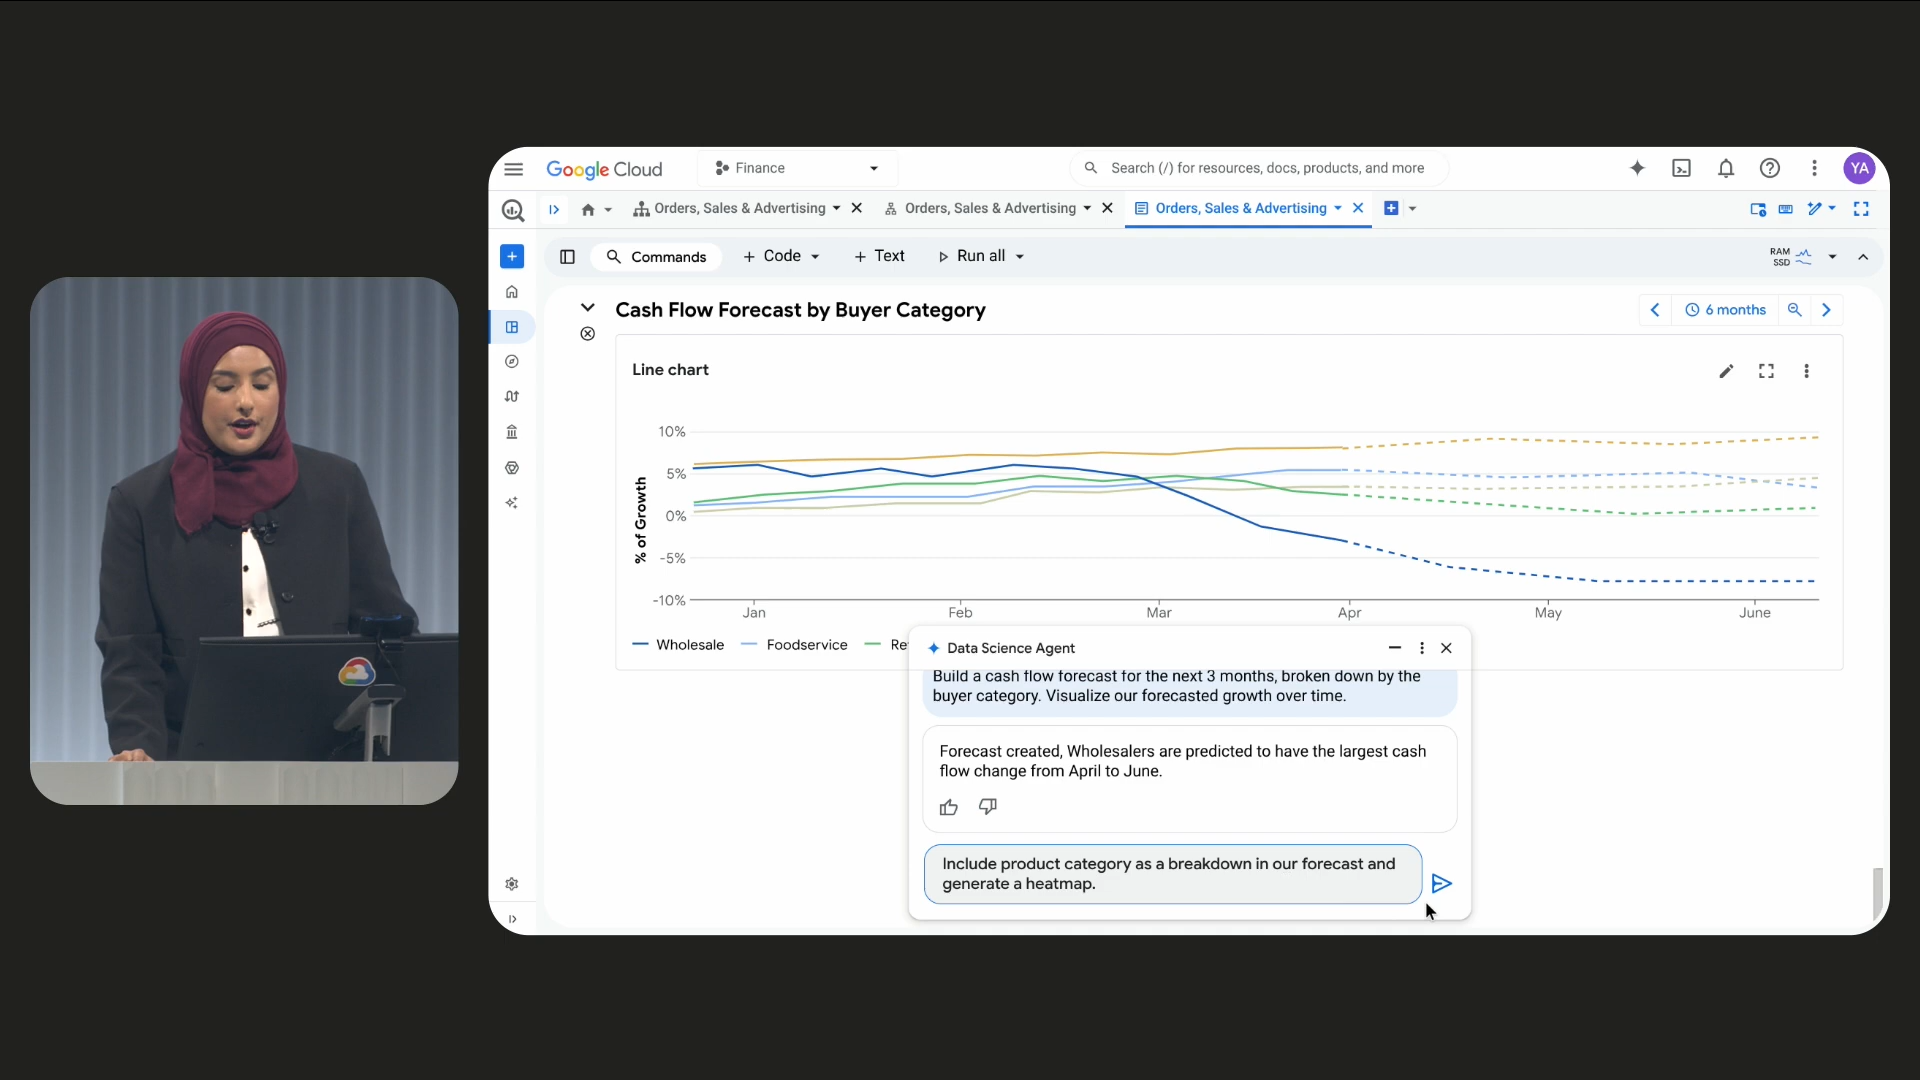 Google Cloud
Finance
Search (/) for resources, docs, products, and more
YA
Orders, Sales & Advertising
Orders, Sales & Advertising
Orders, Sales & Advertising
Commands
+ Code
+ Text
Run all
RAM
SSD
Cash Flow Forecast by Buyer Category
6 months
Line chart
% of Growth
10%
5%
0%
-5%
-10%
Jan
Feb
Mar
Apr
May
June
Wholesale
Foodservice
Re
Data Science Agent
Build a cash flow forecast for the next 3 months, broken down by the
buyer category. Visualize our forecasted growth over time.
Forecast created, Wholesalers are predicted to have the largest cash
flow change from April to June.
Include product category as a breakdown in our forecast and
generate a heatmap.